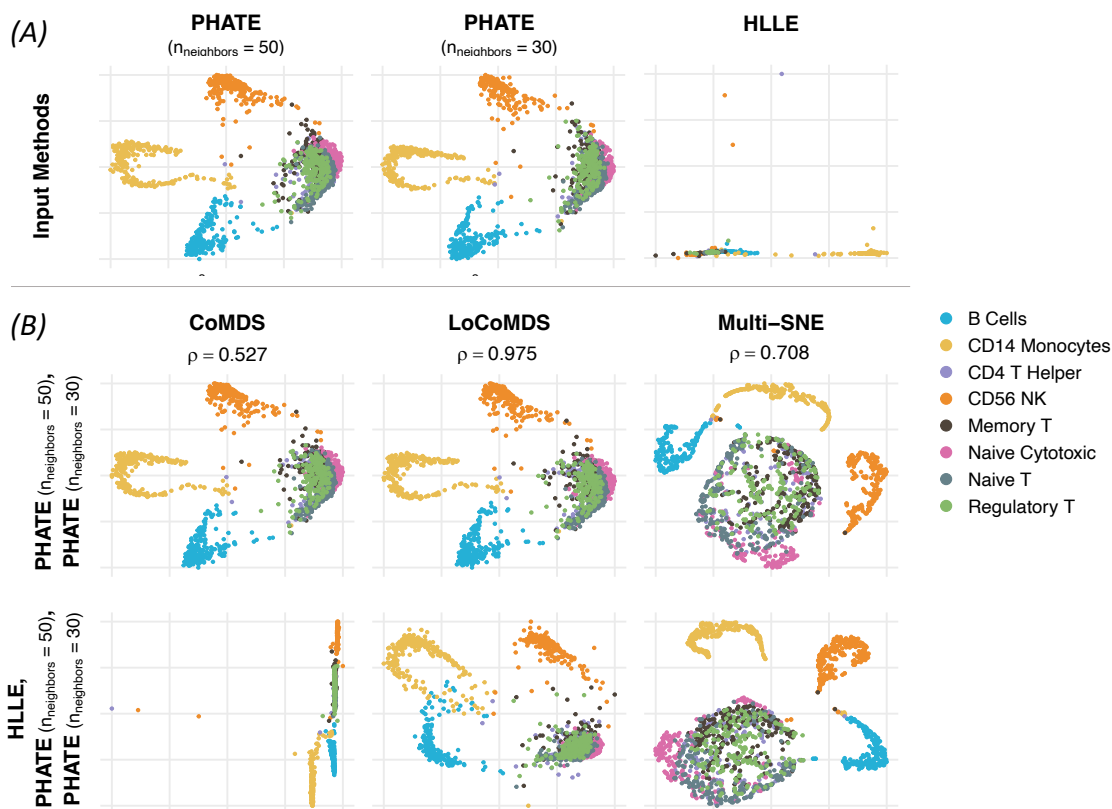 (A)
PHATE
(nneighbors = 50)
PHATE
(nneighbors = 30)
HLLE
Input Methods
(B)
CoMDS
ρ = 0.527
LoCoMDS
ρ = 0.975
Multi−SNE
ρ = 0.708
PHATE (nneighbors = 50),
PHATE (nneighbors = 30)
HLLE,
PHATE (nneighbors = 50),
PHATE (nneighbors = 30)
B Cells
CD14 Monocytes
CD4 T Helper
CD56 NK
Memory T
Naive Cytotoxic
Naive T
Regulatory T